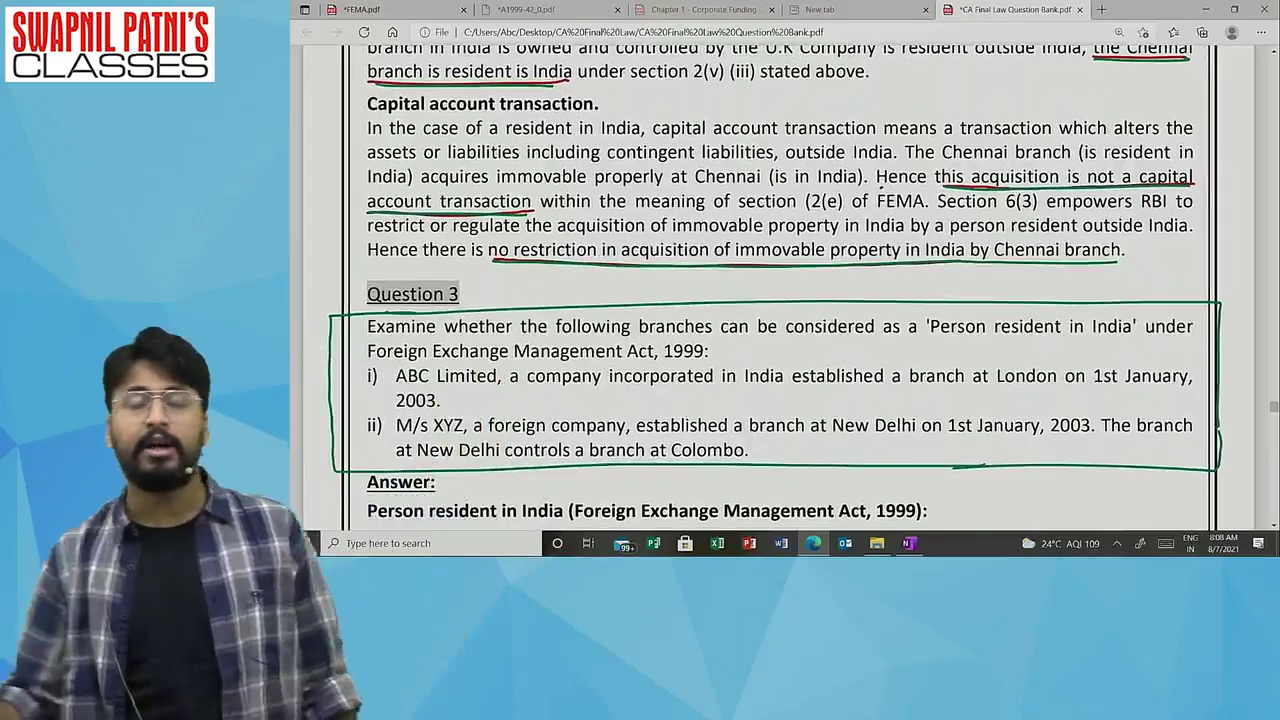 SWAPNIL PATNI'S
CLASSES
*FEMA.pdf
*A1999-42_0.pdf
Chapter 1 - Corporate Funding
New tab
*CA Final Law Question Bank.pdf
File
C:/Users/Abc/Desktop/CA%20Final%20Law/CA%20Final%20Law%20Question%20Bank.pdf
branch in India is owned and controlled by the U.K Company is resident outside India, the Chennai
branch is resident is India under section 2(v) (iii) stated above.
Capital account transaction.
In the case of a resident in India, capital account transaction means a transaction which alters the
assets or liabilities including contingent liabilities, outside India. The Chennai branch (is resident in
India) acquires immovable properly at Chennai (is in India). Hence this acquisition is not a capital
account transaction within the meaning of section (2(e) of FEMA. Section 6(3) empowers RBI to
restrict or regulate the acquisition of immovable property in India by a person resident outside India.
Hence there is no restriction in acquisition of immovable property in India by Chennai branch.
Question 3
Examine whether the following branches can be considered as a 'Person resident in India' under
Foreign Exchange Management Act, 1999:
i) ABC Limited, a company incorporated in India established a branch at London on 1st January,
2003.
ii) M/s XYZ, a foreign company, established a branch at New Delhi on 1st January, 2003. The branch
at New Delhi controls a branch at Colombo.
Answer:
Person resident in India (Foreign Exchange Management Act, 1999):
Type here to search
99+
24°C AQI 109
ENG
IN
8:08 AM
8/7/2021